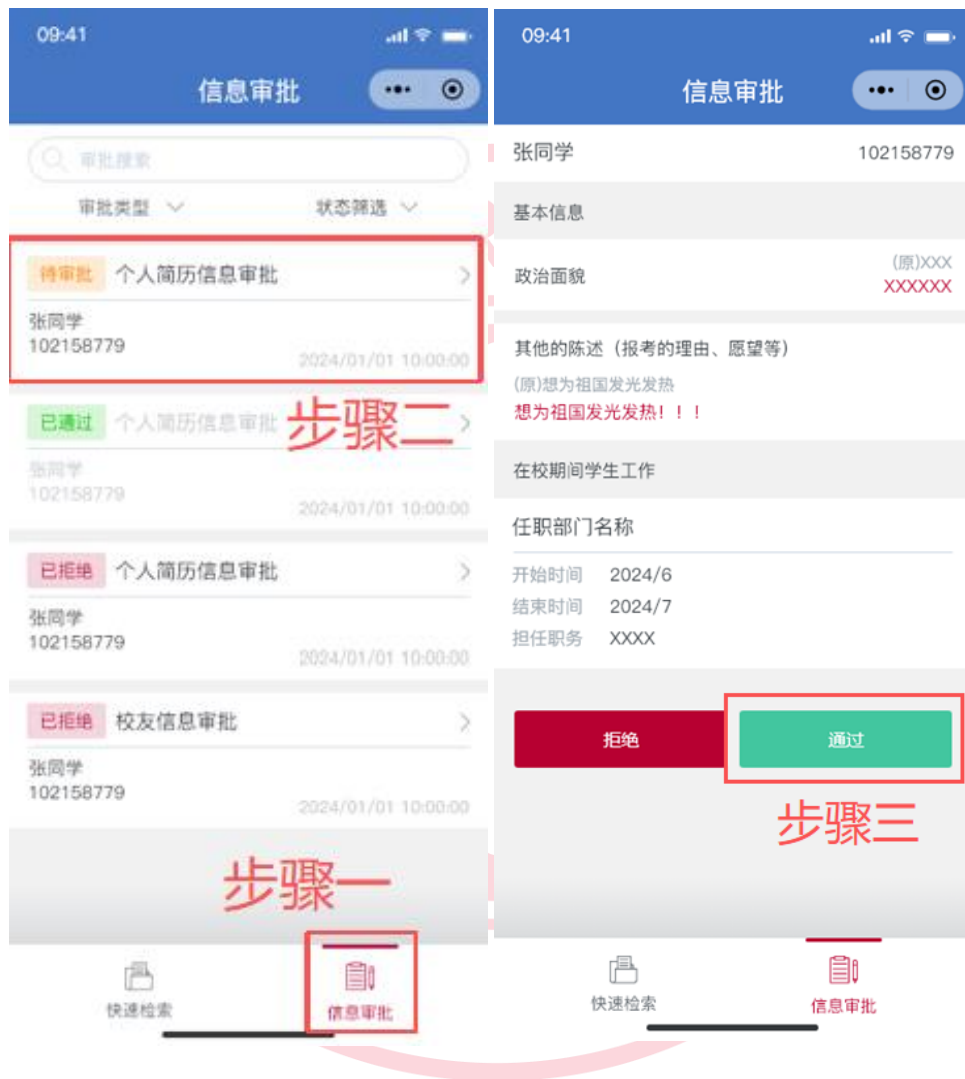 09:41
信息审批
审批搜索
审批类型
状态筛选
待审批 个人简历信息审批
张同学
102158779
2024/01/01 10:00:00
步骤二
已通过 个人简历信息审批
张同学
102158779
2024/01/01 10:00:00
已拒绝 个人简历信息审批
张同学
102158779
2024/01/01 10:00:00
已拒绝 校友信息审批
张同学
102158779
2024/01/01 10:00:00
步骤一
快速检索
信息审批
09:41
信息审批
张同学 102158779
基本信息
(原)XXX
政治面貌
XXXXXX
其他的陈述（报考的理由、愿望等）
(原)想为祖国发光发热
想为祖国发光发热！！！
在校期间学生工作
任职部门名称
开始时间 2024/6
结束时间 2024/7
担任职务 XXXX
拒绝 通过
步骤三
快速检索
信息审批